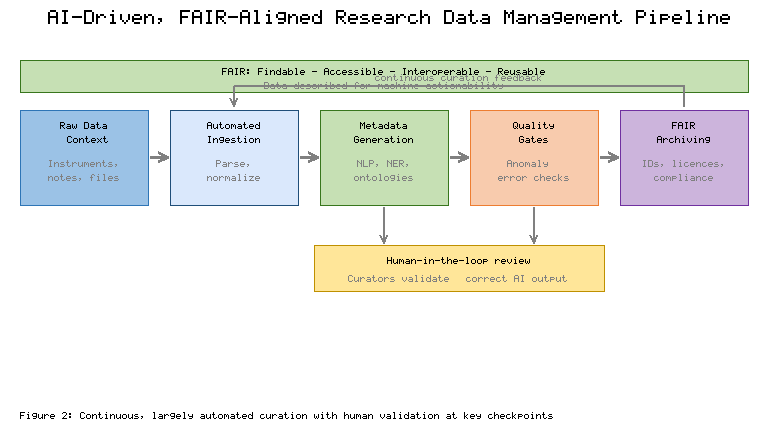 AI-Driven, FAIR-Aligned Research Data Management Pipeline
FAIR: Findable - Accessible - Interoperable - Reusable
continuous curation feedback
Data described for machine actionability
Raw Data
Context
Instruments,
notes, files
Automated
Ingestion
Parse,
normalize
Metadata
Generation
NLP, NER,
ontologies
Quality
Gates
Anomaly
error checks
FAIR
Archiving
IDs, licences,
compliance
Human-in-the-loop review
Curators validate  correct AI output
Figure 2: Continuous, largely automated curation with human validation at key checkpoints